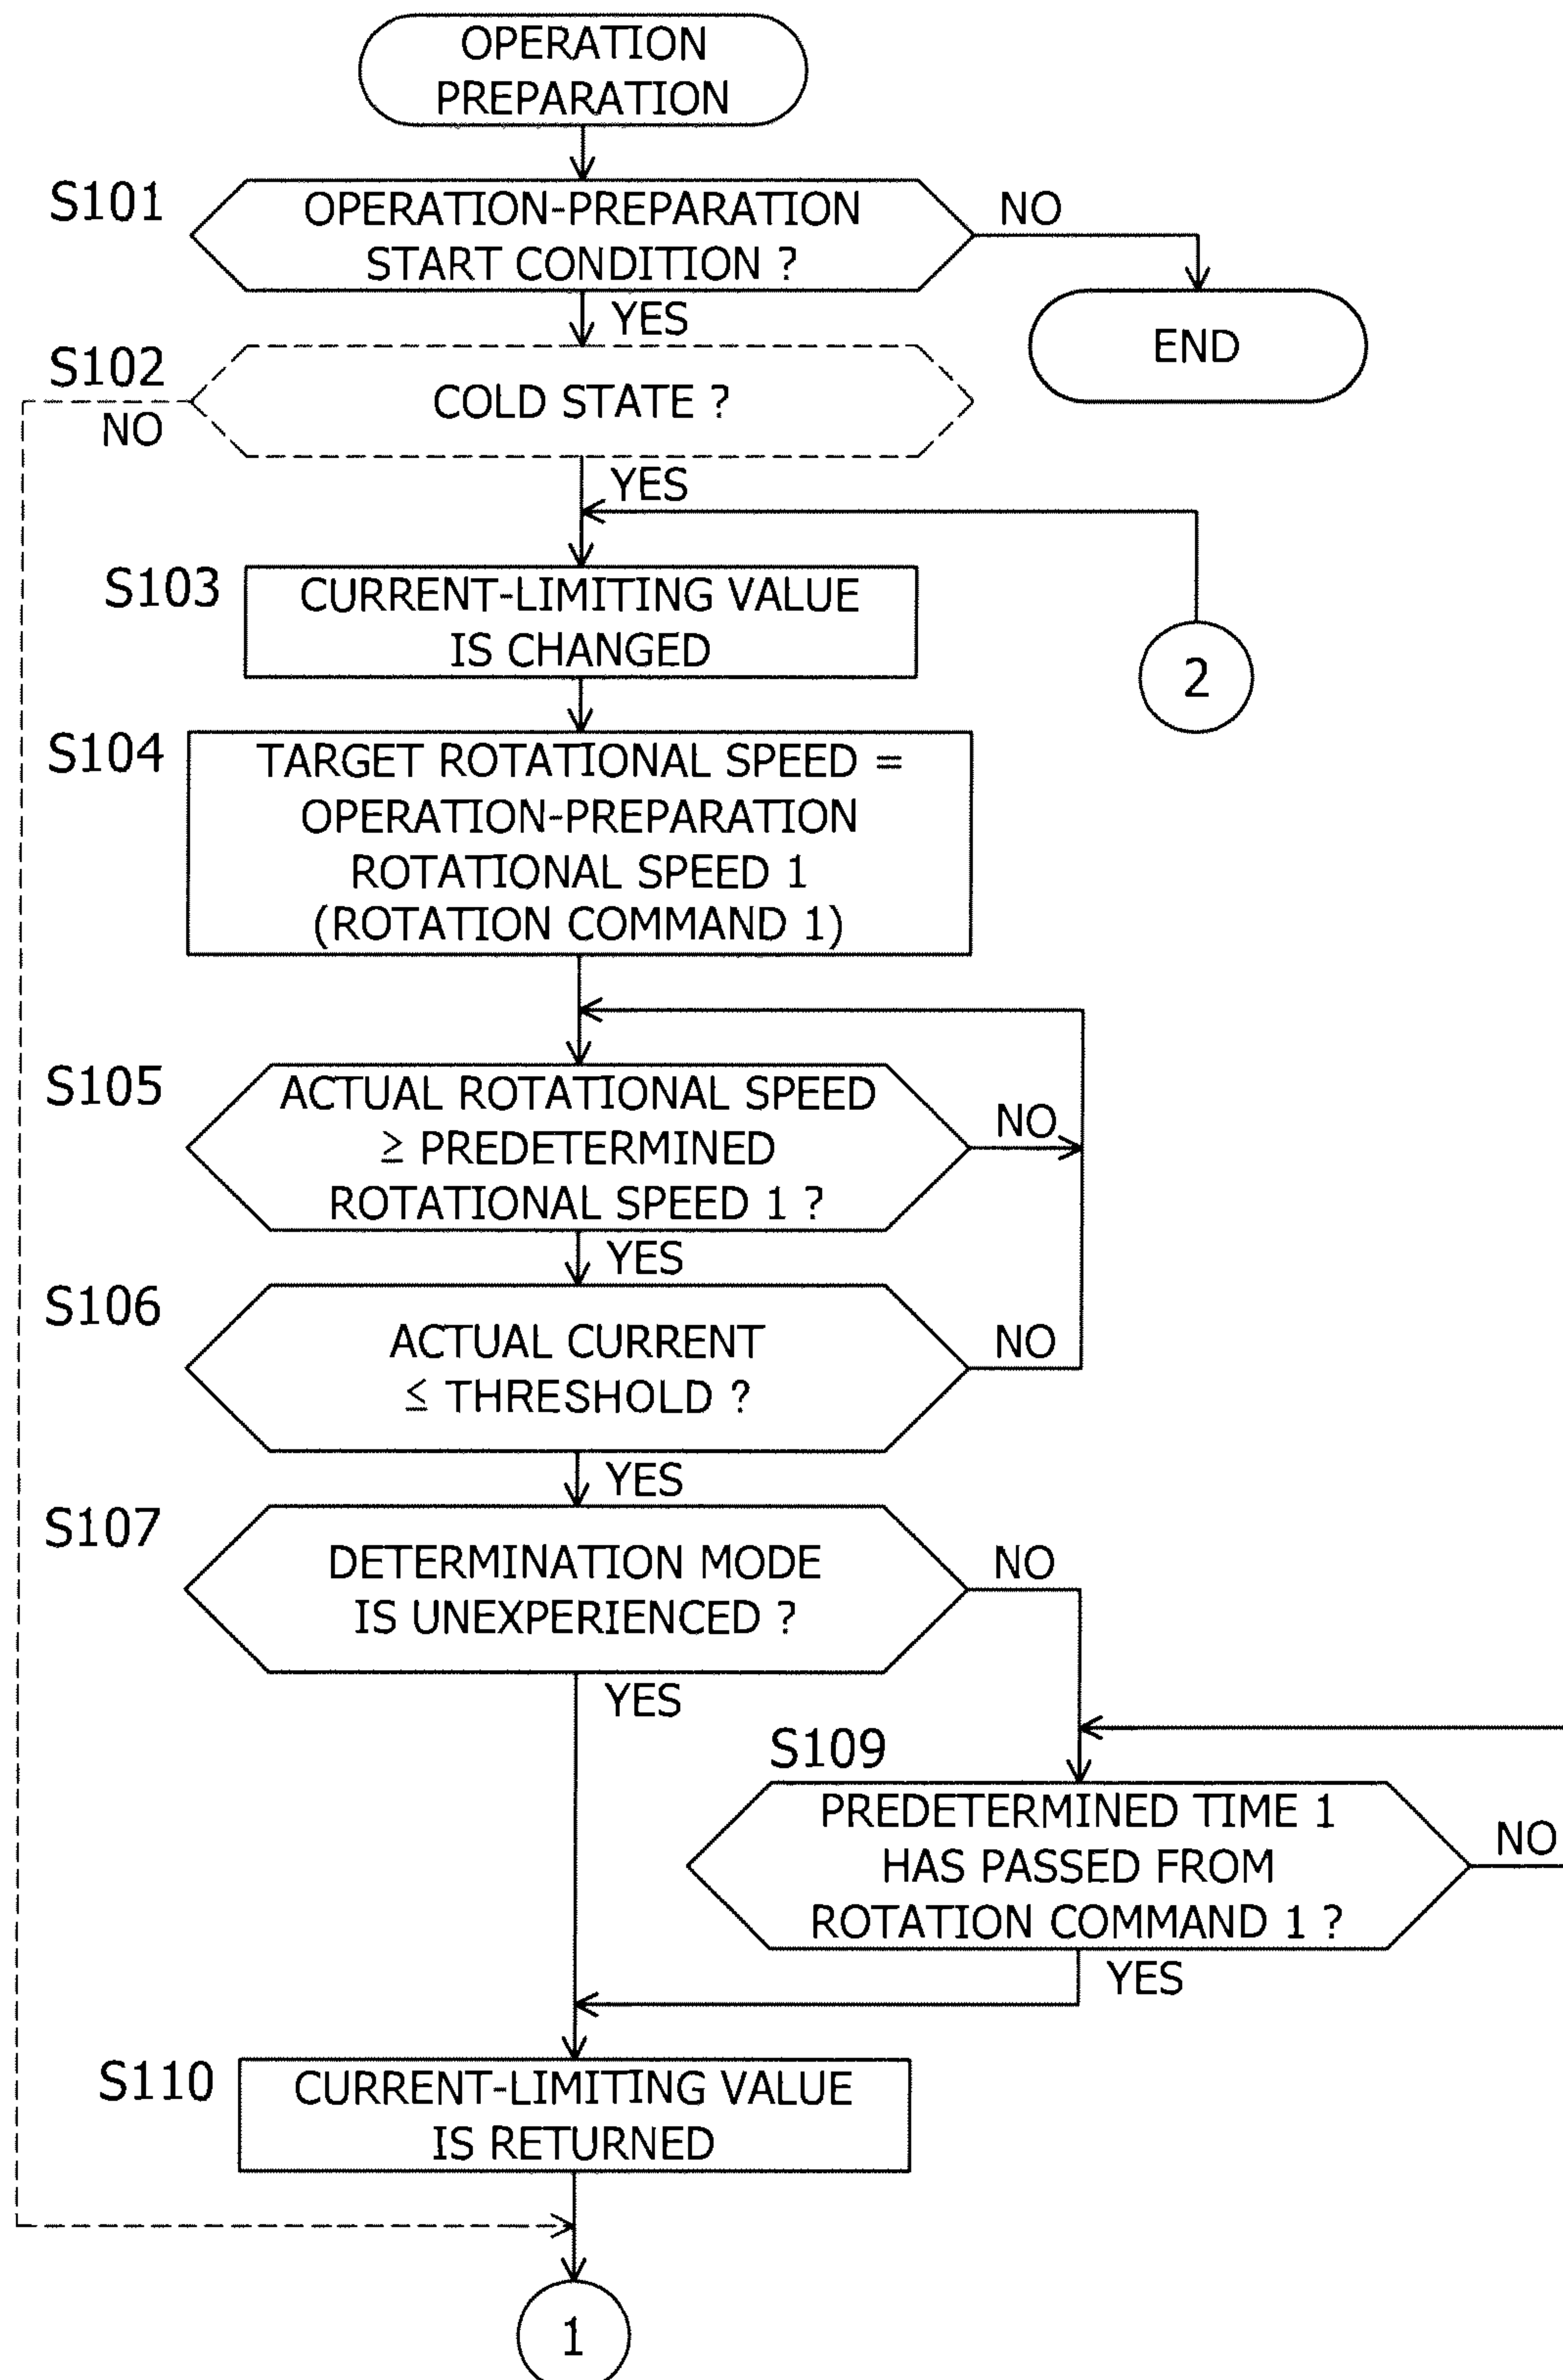 OPERATION
PREPARATION
S101
OPERATION-PREPARATION
START CONDITION ?
NO
YES
END
S102
COLD STATE ?
NO
YES
S103
CURRENT-LIMITING VALUE
IS CHANGED
2
S104
TARGET ROTATIONAL SPEED =
OPERATION-PREPARATION
ROTATIONAL SPEED 1
(ROTATION COMMAND 1)
S105
ACTUAL ROTATIONAL SPEED
≥ PREDETERMINED
ROTATIONAL SPEED 1 ?
NO
YES
S106
ACTUAL CURRENT
≤ THRESHOLD ?
NO
YES
S107
DETERMINATION MODE
IS UNEXPERIENCED ?
NO
YES
S109
PREDETERMINED TIME 1
HAS PASSED FROM
ROTATION COMMAND 1 ?
NO
YES
S110
CURRENT-LIMITING VALUE
IS RETURNED
1